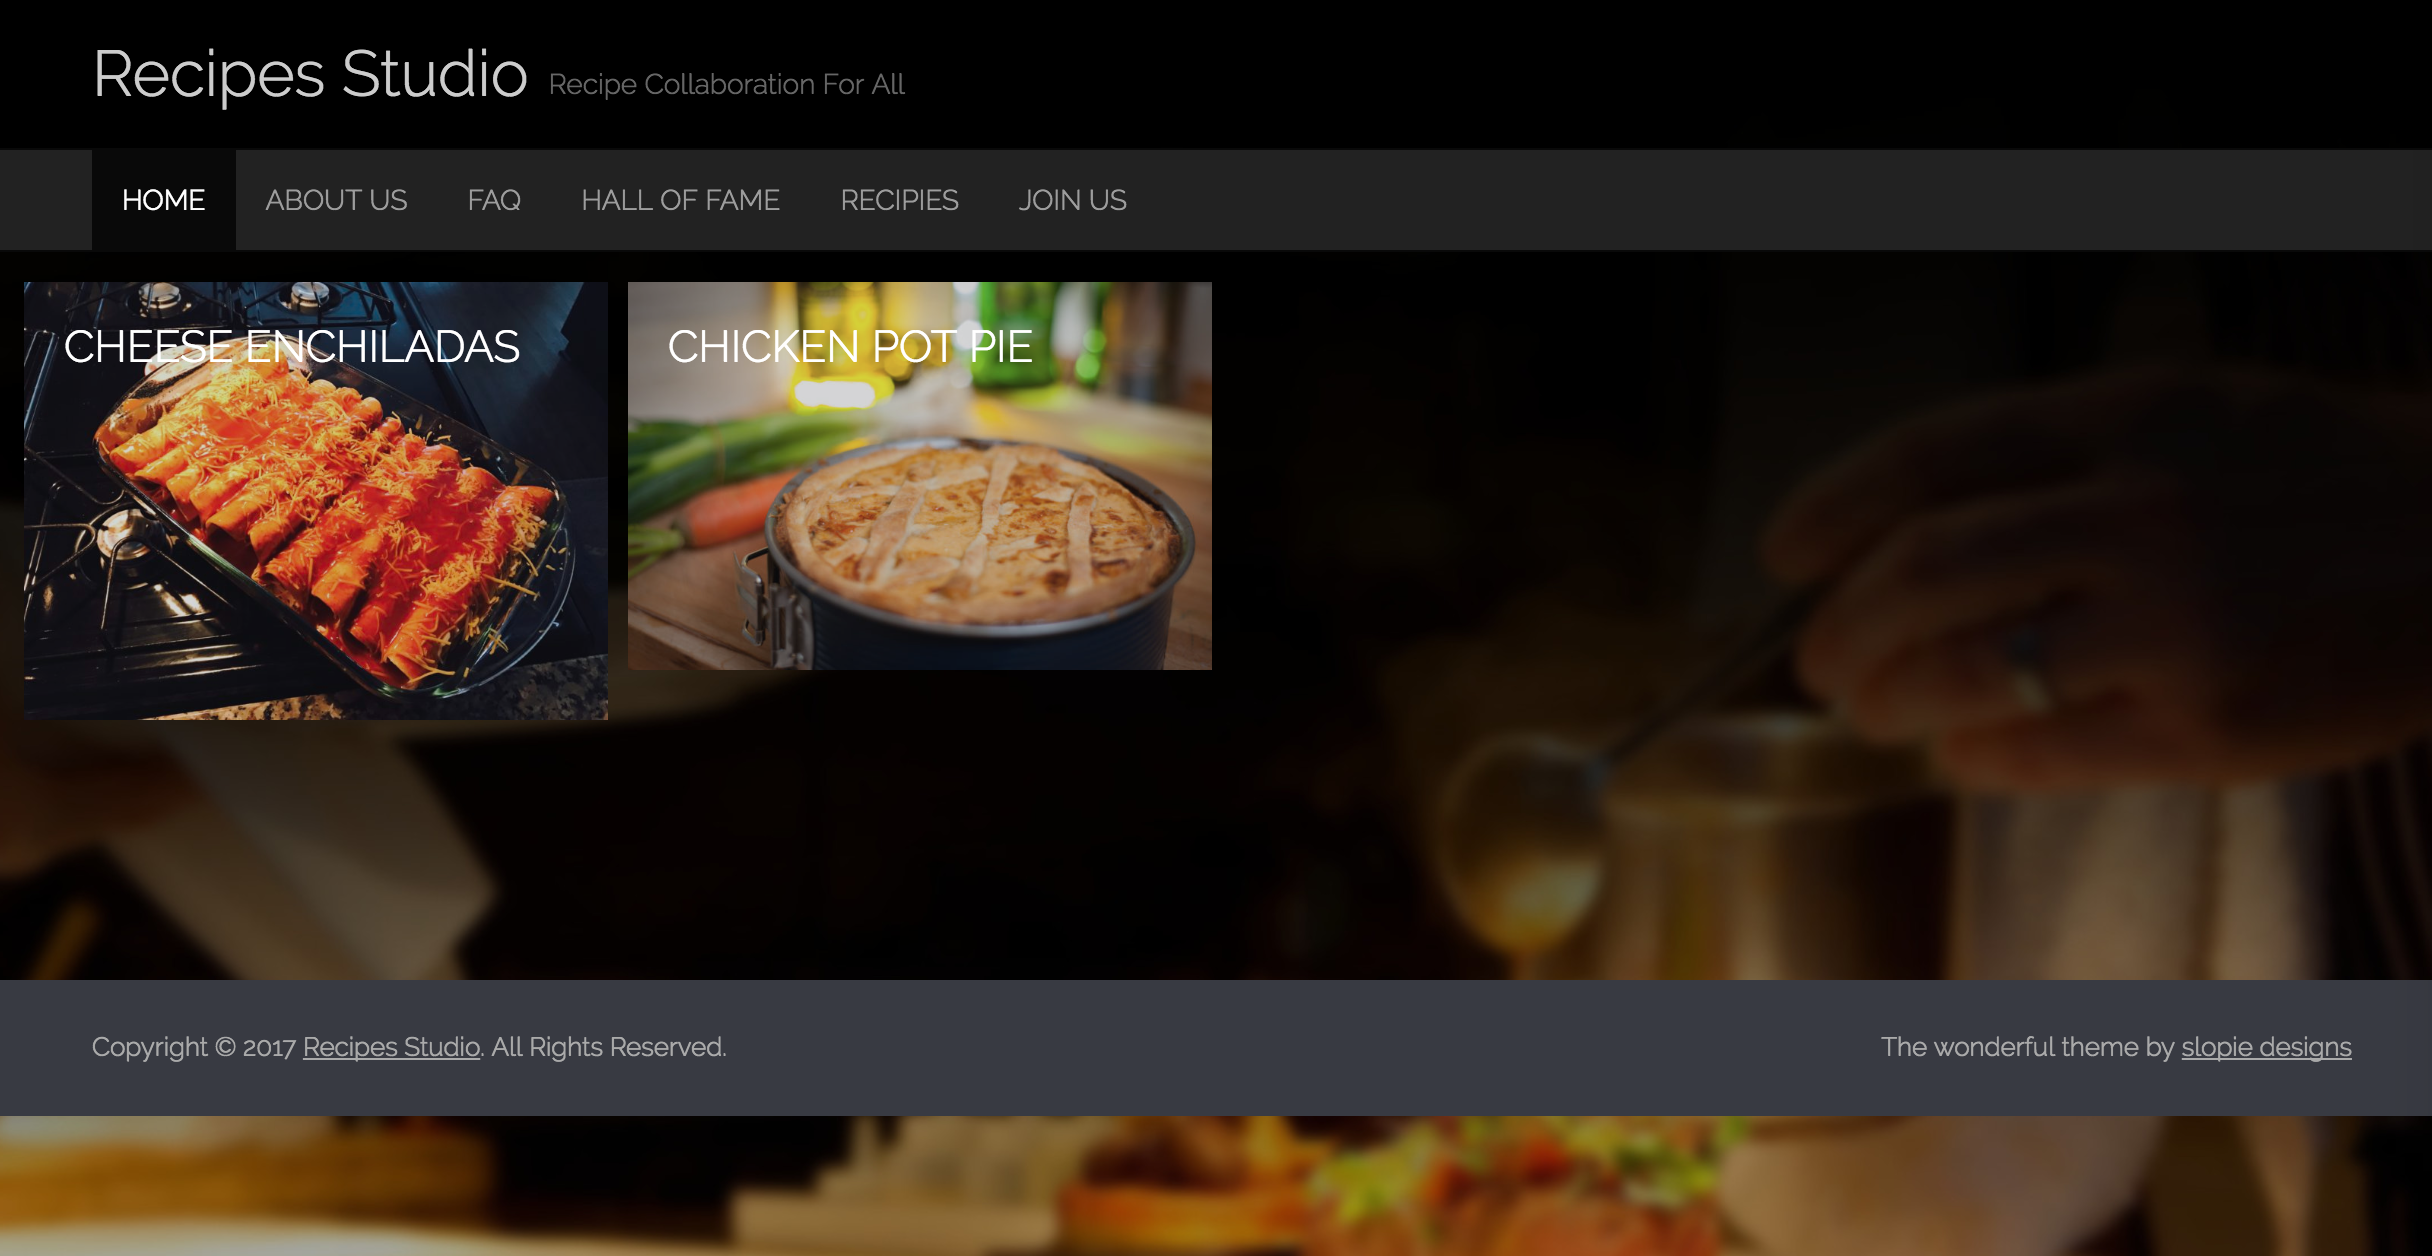 Recipes Studio Recipe Collaboration For All
HOME ABOUT US FAQ HALL OF FAME RECIPIES JOIN US
CHEESE ENCHILADAS
CHICKEN POT PIE
Copyright © 2017 Recipes Studio. All Rights Reserved.
The wonderful theme by slopie designs